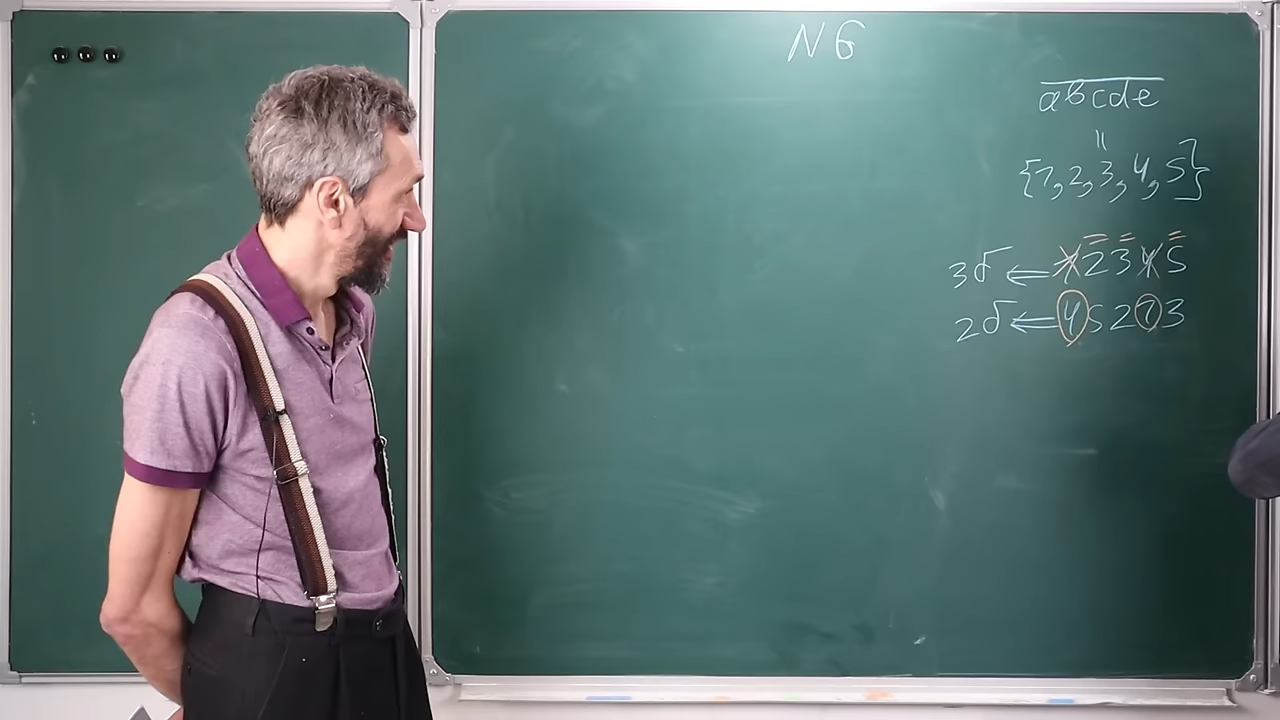 N6
abcde
=
{1,2,3,4,5}
3б ⇐ 12345
2б ⇐ 45213